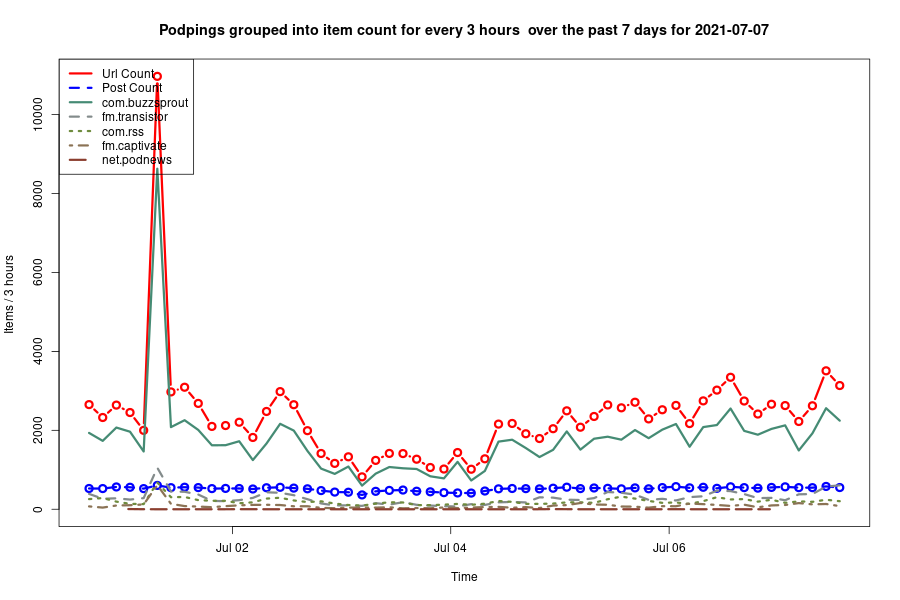 Podpings grouped into item count for every 3 hours  over the past 7 days for 2021-07-07
Url Count
Post Count
com.buzzsprout
fm.transistor
com.rss
fm.captivate
net.podnews
10000
8000
6000
4000
2000
0
Items / 3 hours
Jul 02
Jul 04
Jul 06
Time